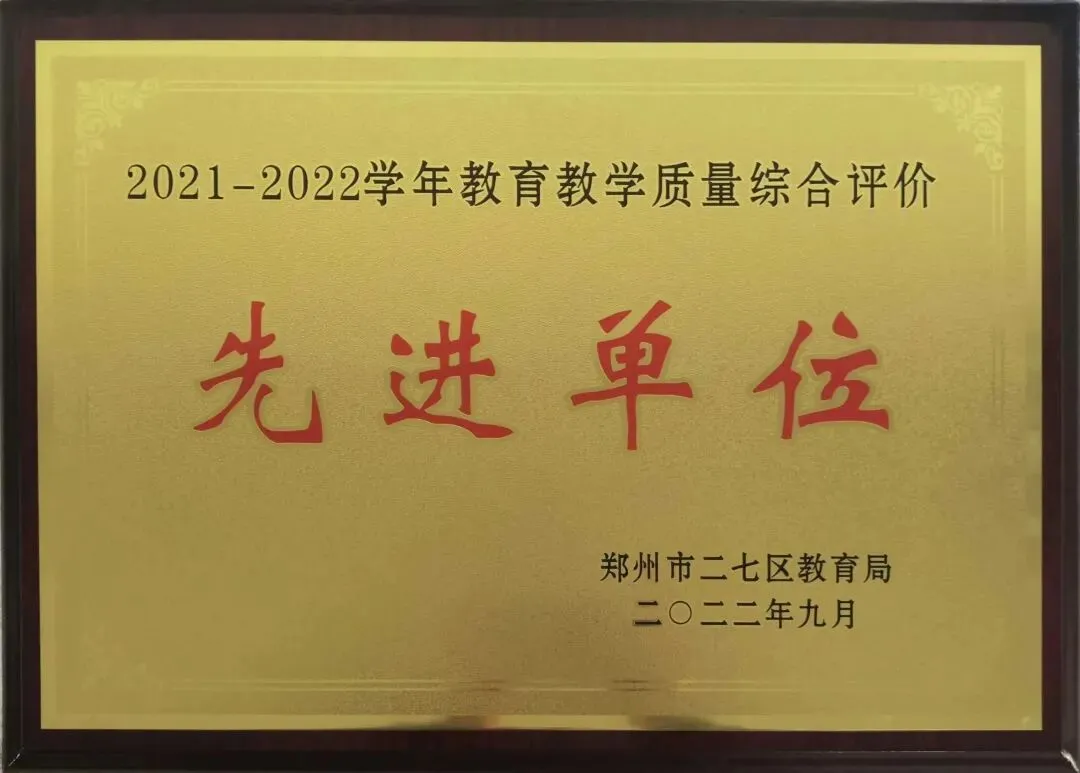 2021-2022学年教育教学质量综合评价
先进单位
郑州市二七区教育局
二〇二二年九月